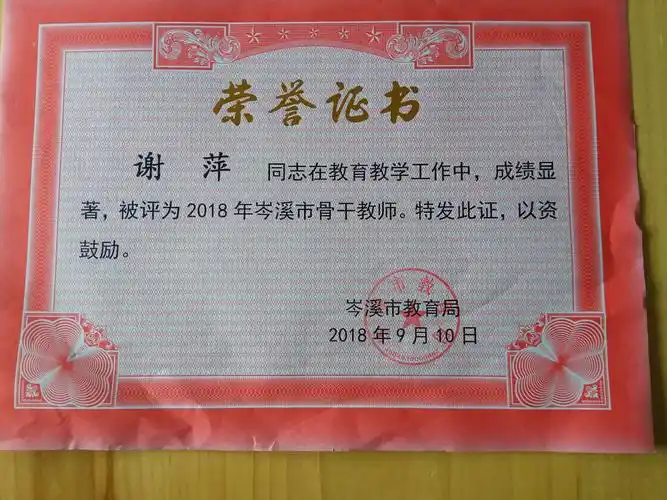 荣誉证书
谢 萍 同志在教育教学工作中，成绩显
著，被评为 2018 年岑溪市骨干教师。特发此证，以资
鼓励。
市教
岑溪市教育局
2018 年 9 月 10 日